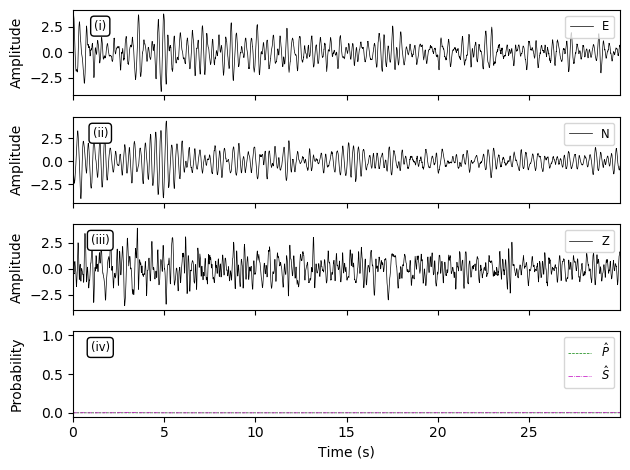 (i)
E
Amplitude
2.5
0.0
−2.5
(ii)
N
Amplitude
2.5
0.0
−2.5
(iii)
Z
Amplitude
2.5
0.0
−2.5
(iv)
P̂
Ŝ
Probability
1.0
0.5
0.0
0 5 10 15 20 25
Time (s)